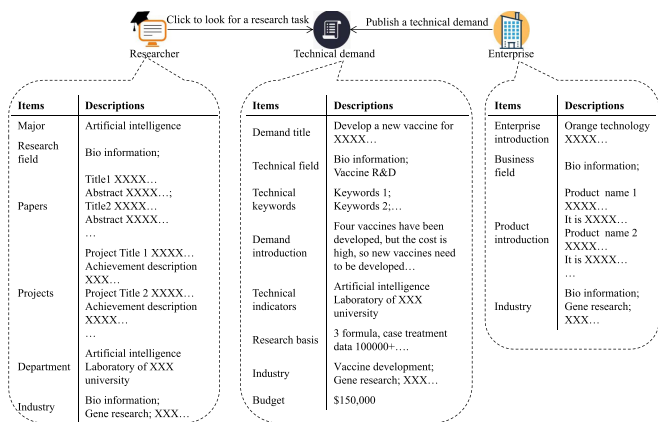 Click to look for a research task
Publish a technical demand
Researcher
Technical demand
Enterprise
Items Descriptions
Major Artificial intelligence
Research
field
Bio information;
Papers
Title1 XXXX…
Abstract XXXX…;
Title2 XXXX…
Abstract XXXX…
…
Projects
Project Title 1 XXXX…
Achievement description
XXX…
Project Title 2 XXXX…
Achievement description
XXXX…
…
Department
Artificial intelligence
Laboratory of XXX
university
Industry
Bio information;
Gene research; XXX…
Items Descriptions
Demand title
Develop a new vaccine for
XXXX…
Technical field
Bio information;
Vaccine R&D
Technical
keywords
Keywords 1;
Keywords 2;…
Demand
introduction
Four vaccines have been
developed, but the cost is
high, so new vaccines need
to be developed…
Technical
indicators
Artificial intelligence
Laboratory of XXX
university
Research basis
3 formula, case treatment
data 100000+….
Industry
Vaccine development;
Gene research; XXX…
Budget $150,000
Items Descriptions
Enterprise
introduction
Orange technology
XXXX…
Business
field
Bio information;
Product
introduction
Product name 1
XXXX…
It is XXXX…
Product name 2
XXXX…
It is XXXX…
…
Industry
Bio information;
Gene research;
XXX…